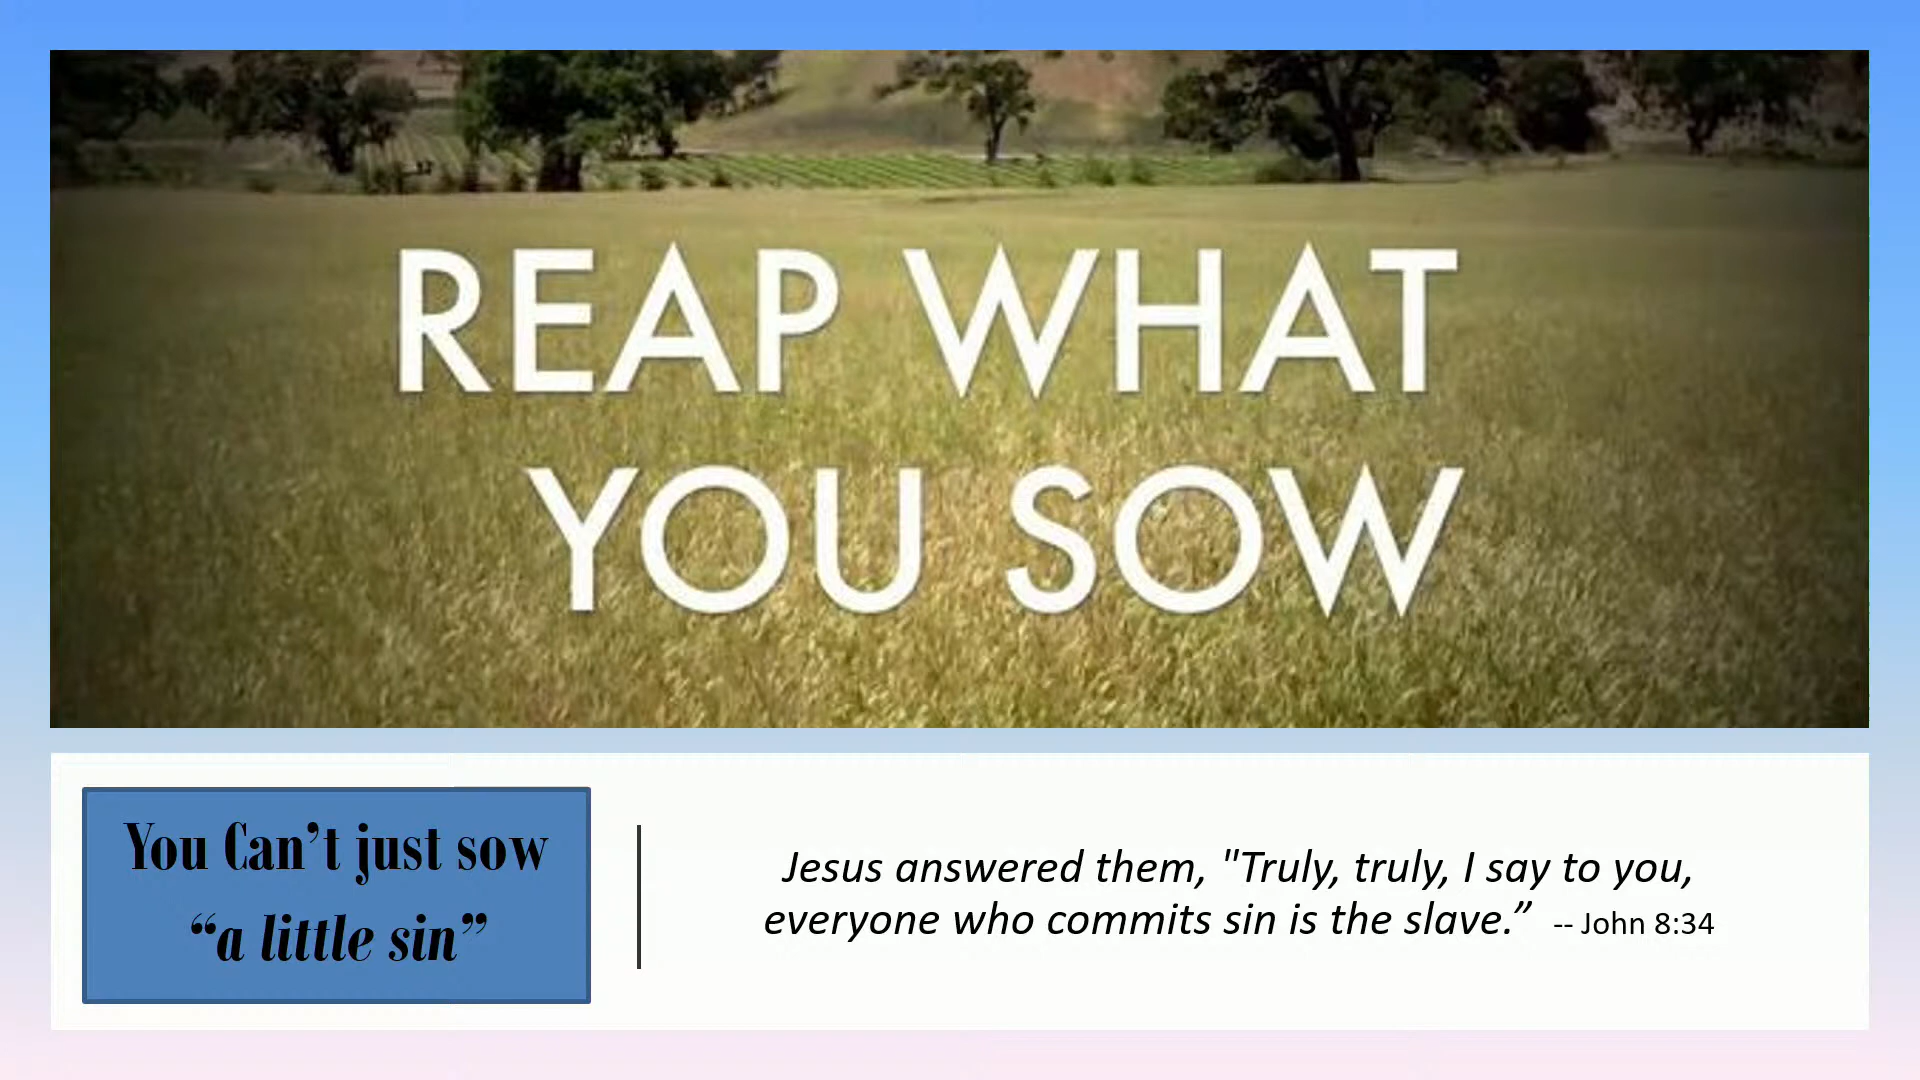 REAP WHAT
YOU SOW
You Can’t just sow
“a little sin”
Jesus answered them, "Truly, truly, I say to you,
everyone who commits sin is the slave.” -- John 8:34